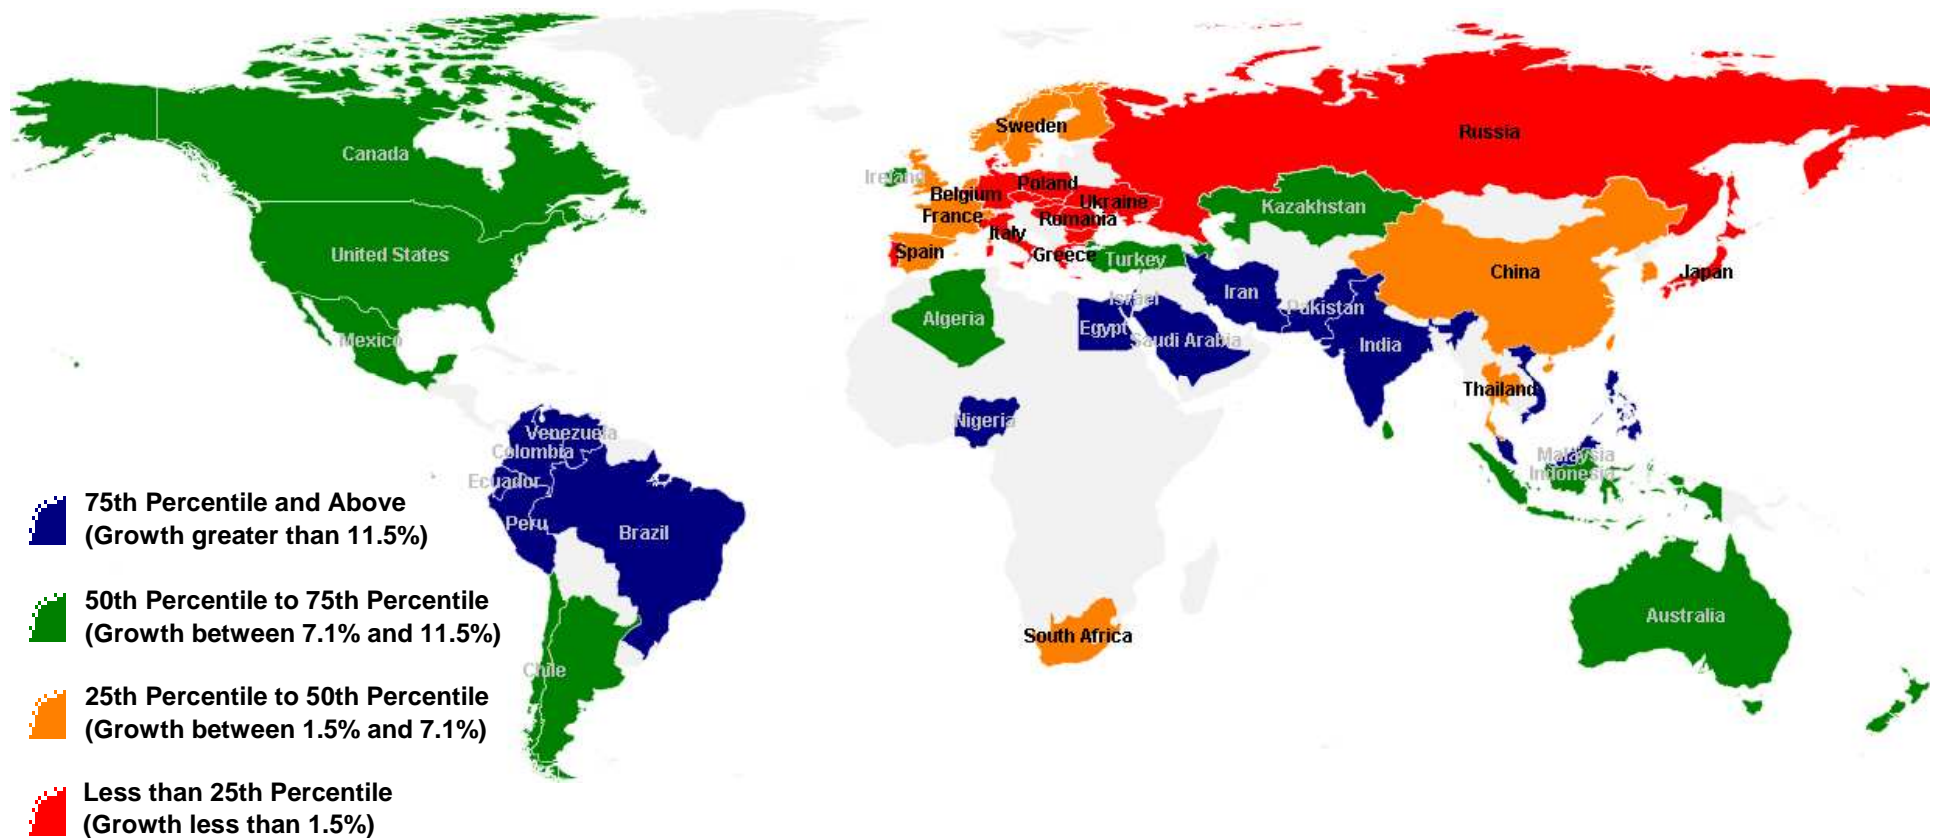 Canada
Sweden
Russia
Ireland
Belgium
Poland
Ukraine
Kazakhstan
France
Romania
Italy
United States
Spain
Greece
Turkey
China
Japan
Israel
Iran
Pakistan
Algeria
Egypt
Saudi Arabia
Mexico
India
Thailand
Nigeria
Venezuela
Colombia
Malaysia
Indonesia
Ecuador
Peru
Brazil
Australia
South Africa
Chile
75th Percentile and Above
(Growth greater than 11.5%)
50th Percentile to 75th Percentile
(Growth between 7.1% and 11.5%)
25th Percentile to 50th Percentile
(Growth between 1.5% and 7.1%)
Less than 25th Percentile
(Growth less than 1.5%)